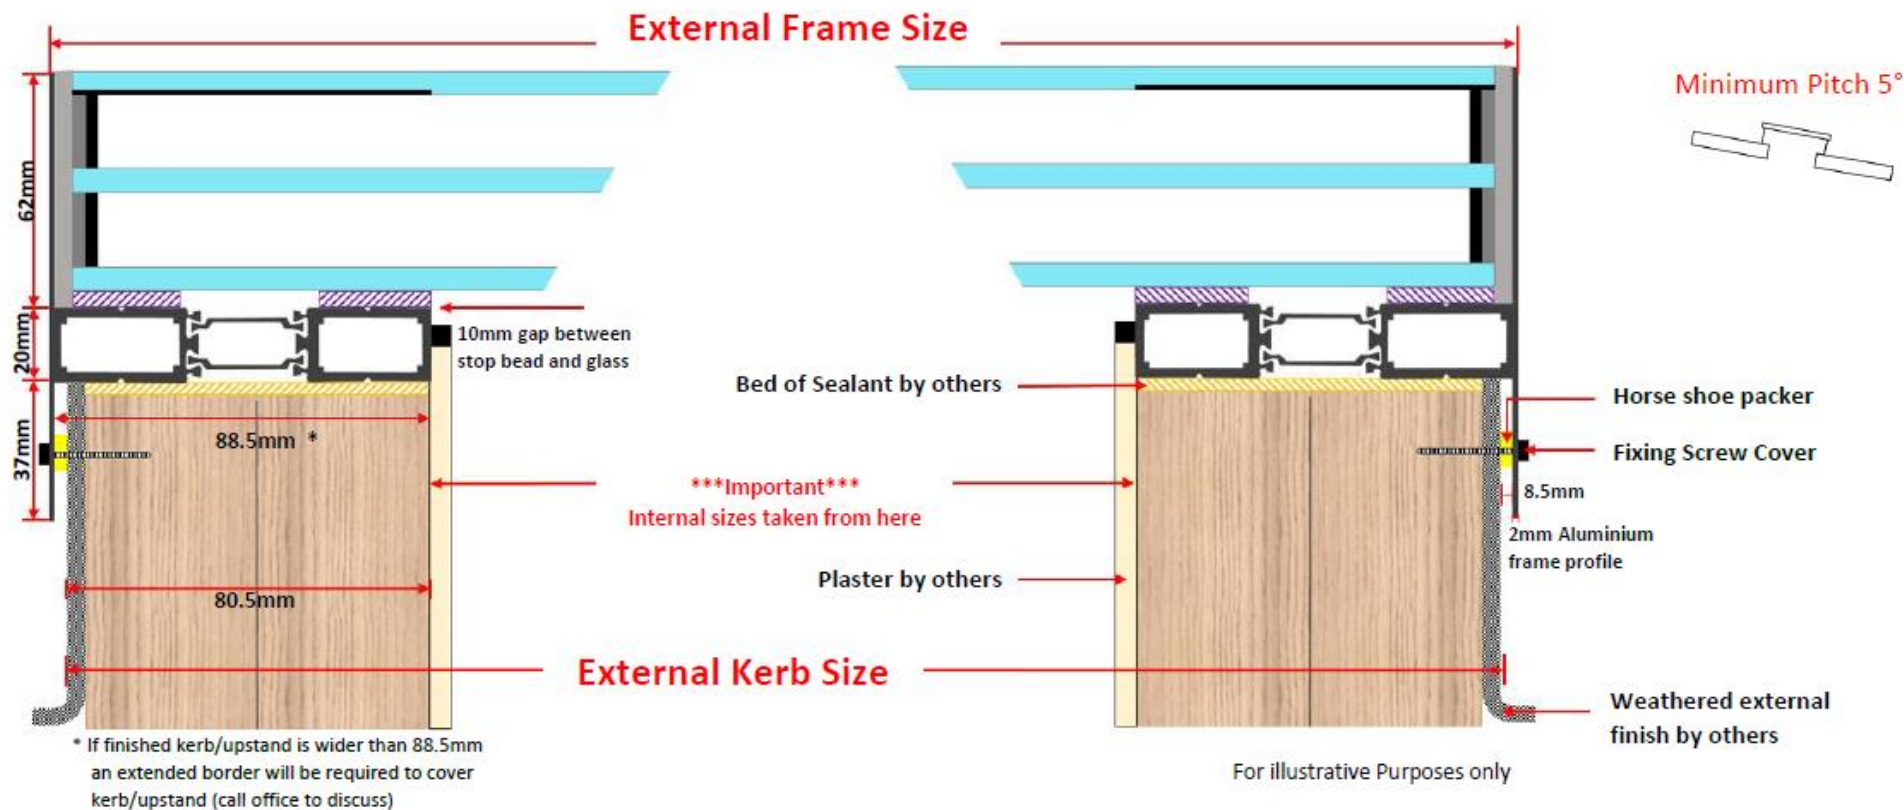 External Frame Size
Minimum Pitch 5°
62mm
20mm
37mm
10mm gap between
stop bead and glass
Bed of Sealant by others
88.5mm *
Horse shoe packer
Fixing Screw Cover
***Important***
Internal sizes taken from here
8.5mm
2mm Aluminium
frame profile
Plaster by others
80.5mm
External Kerb Size
Weathered external
finish by others
* If finished kerb/upstand is wider than 88.5mm
an extended border will be required to cover
kerb/upstand (call office to discuss)
For illustrative Purposes only